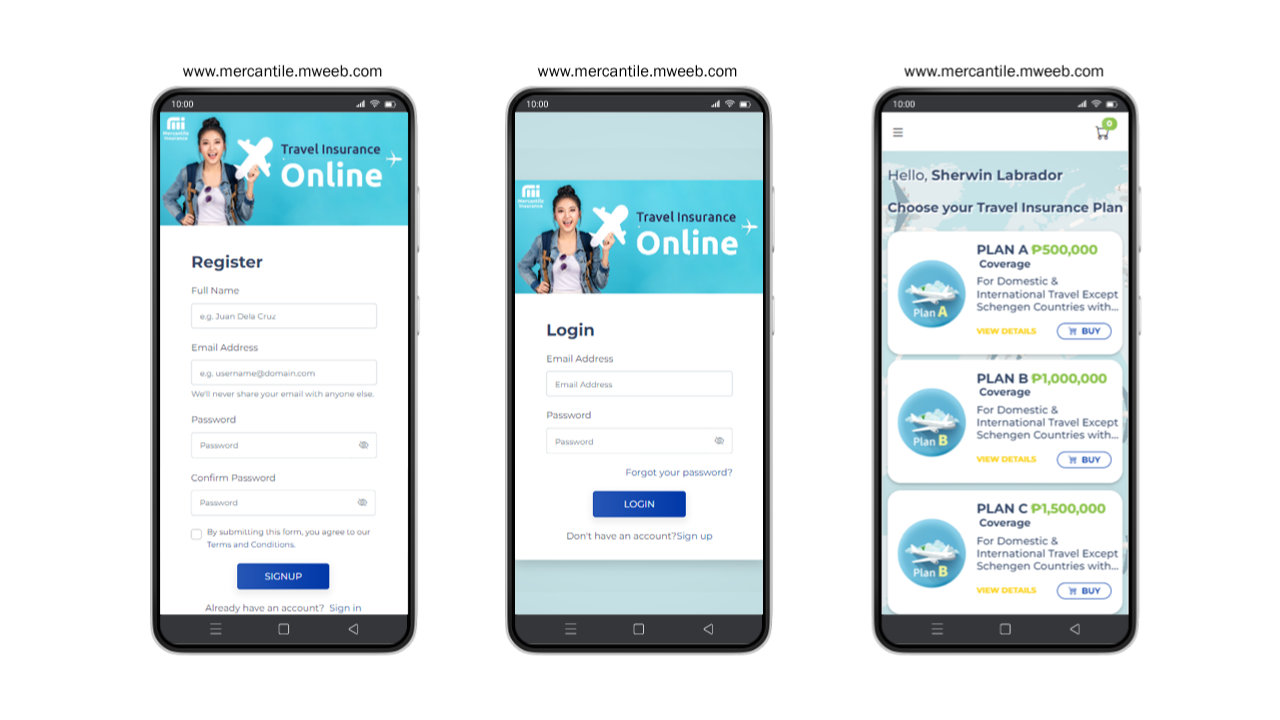 www.mercantile.mweeb.com
10:00
Mercantile
Insurance
Travel Insurance
Online
Register
Full Name
e.g. Juan Dela Cruz
Email Address
e.g. username@domain.com
We'll never share your email with anyone else.
Password
Password
Confirm Password
Password
By submitting this form, you agree to our
Terms and Conditions.
SIGNUP
Already have an account? Sign in
www.mercantile.mweeb.com
10:00
Mercantile
Insurance
Travel Insurance
Online
Login
Email Address
Email Address
Password
Password
Forgot your password?
LOGIN
Don't have an account?Sign up
www.mercantile.mweeb.com
10:00
0
Hello, Sherwin Labrador
Choose your Travel Insurance Plan
PLAN A ₱500,000
Coverage
For Domestic &
International Travel Except
Schengen Countries with...
Plan A
VIEW DETAILS
BUY
PLAN B ₱1,000,000
Coverage
For Domestic &
International Travel Except
Schengen Countries with...
Plan B
VIEW DETAILS
BUY
PLAN C ₱1,500,000
Coverage
For Domestic &
International Travel Except
Schengen Countries with...
Plan B
VIEW DETAILS
BUY